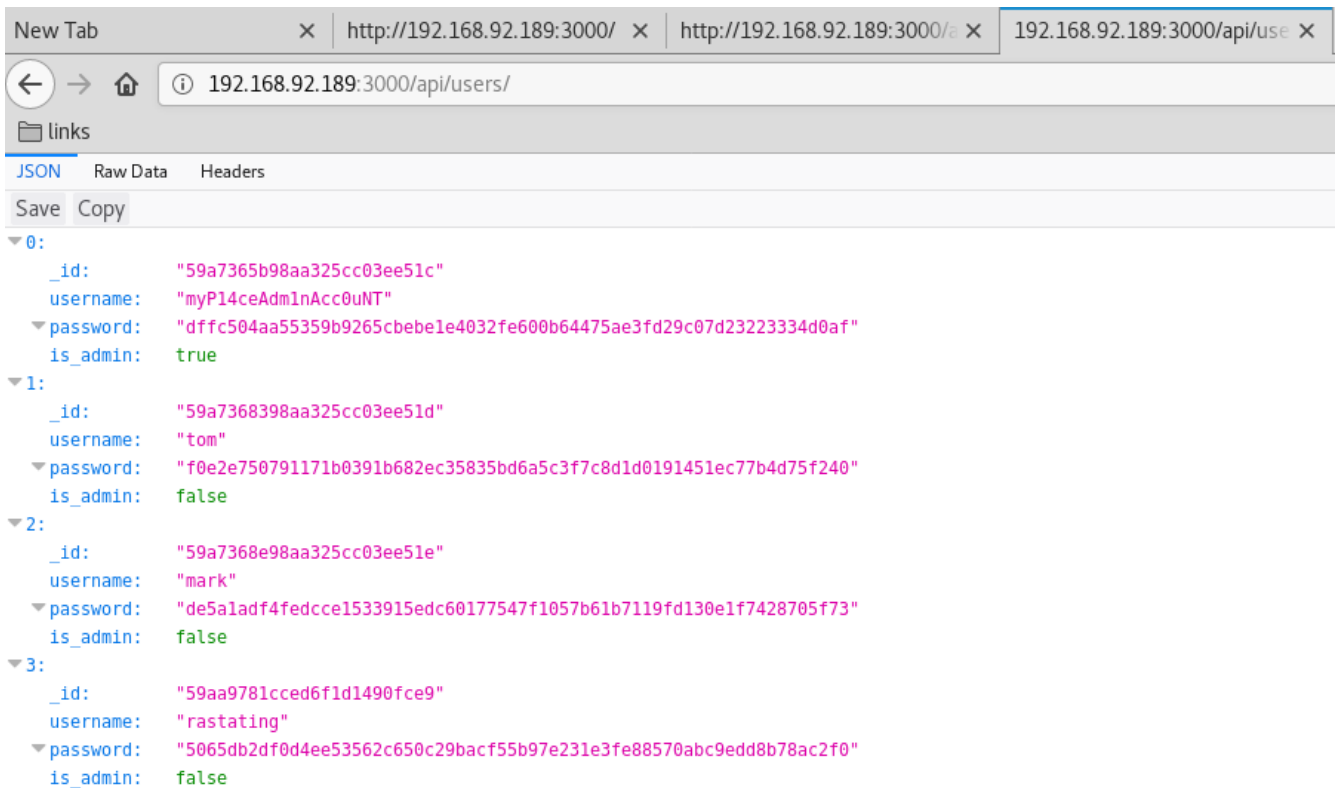 New Tab × http://192.168.92.189:3000/ × http://192.168.92.189:3000/a × 192.168.92.189:3000/api/use ×
192.168.92.189:3000/api/users/
links
JSON Raw Data Headers
Save Copy
0:
_id: "59a7365b98aa325cc03ee51c"
username: "myP14ceAdm1nAcc0uNT"
password: "dffc504aa55359b9265cbebe1e4032fe600b64475ae3fd29c07d23223334d0af"
is_admin: true
1:
_id: "59a7368398aa325cc03ee51d"
username: "tom"
password: "f0e2e750791171b0391b682ec35835bd6a5c3f7c8d1d0191451ec77b4d75f240"
is_admin: false
2:
_id: "59a7368e98aa325cc03ee51e"
username: "mark"
password: "de5a1adf4fedcce1533915edc60177547f1057b61b7119fd130e1f7428705f73"
is_admin: false
3:
_id: "59aa9781cced6f1d1490fce9"
username: "rastating"
password: "5065db2df0d4ee53562c650c29bacf55b97e231e3fe88570abc9edd8b78ac2f0"
is_admin: false